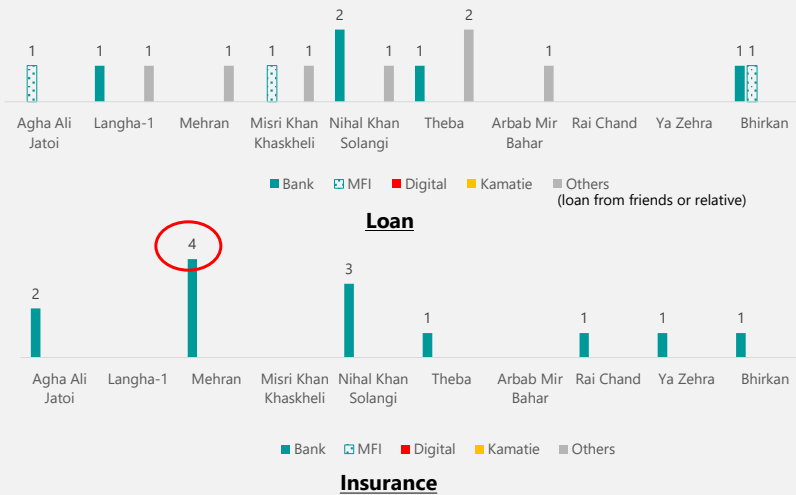 2 2
1 1 1 1 1 1 1 1 1 1 1
Agha Ali Langha-1 Mehran Misri Khan Nihal Khan Theba Arbab Mir Rai Chand Ya Zehra Bhirkan
Jatoi Khaskheli Solangi Bahar
Bank MFI Digital Kamatie Others
(loan from friends or relative)
Loan
4
3
2
1 1 1 1
Agha Ali Langha-1 Mehran Misri Khan Nihal Khan Theba Arbab Mir Rai Chand Ya Zehra Bhirkan
Jatoi Khaskheli Solangi Bahar
Bank MFI Digital Kamatie Others
Insurance